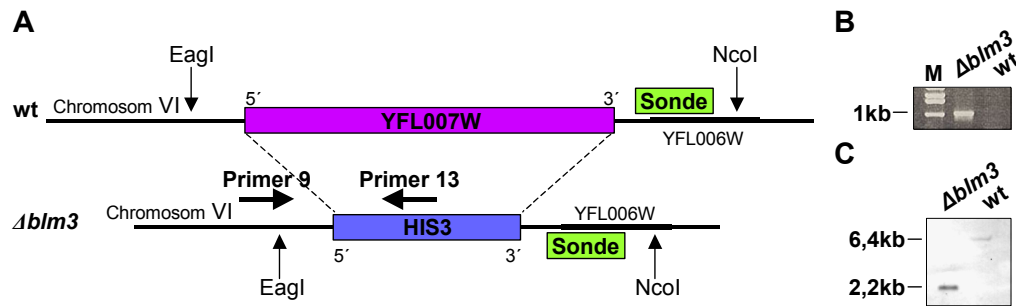 A
EagI
NcoI
wt
Chromosom VI
5´
3´
Sonde
YFL007W
YFL006W
Primer 9
Primer 13
Chromosom VI
YFL006W
Δblm3
HIS3
5´
3´
Sonde
EagI
NcoI
B
M
Δblm3
wt
1kb
C
Δblm3
wt
6,4kb
2,2kb